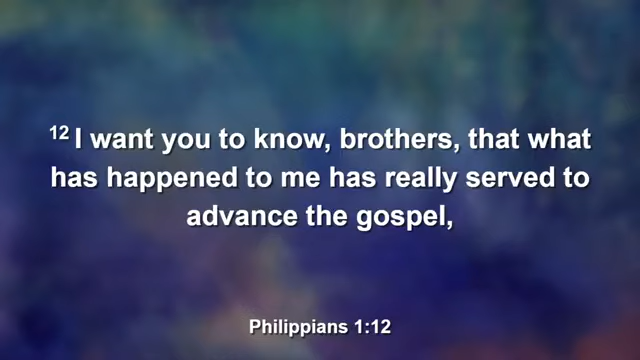 12 I want you to know, brothers, that what
has happened to me has really served to
advance the gospel,
Philippians 1:12